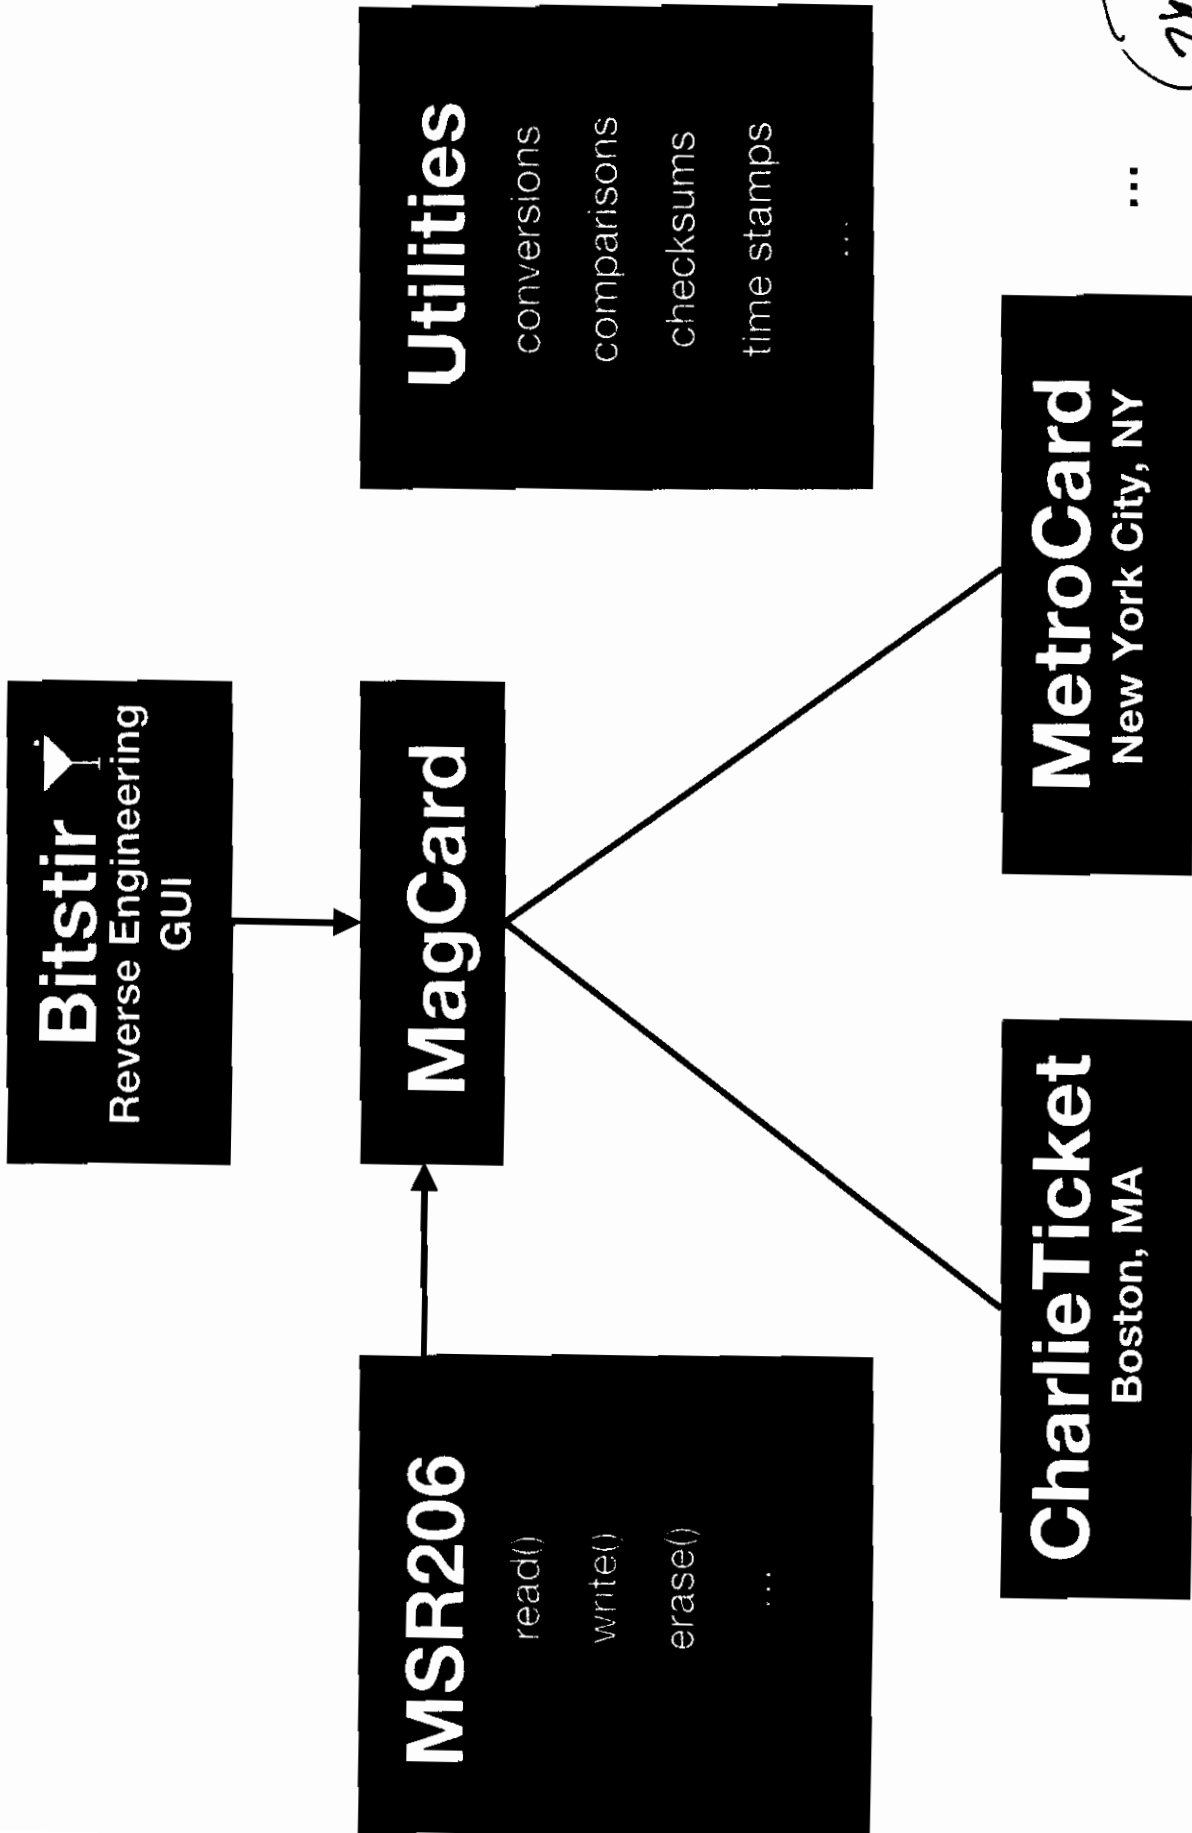 Bitstir
Reverse Engineering
GUI
MSR206
read()
write()
erase()
...
MagCard
Utilities
conversions
comparisons
checksums
time stamps
...
CharlieTicket
Boston, MA
MetroCard
New York City, NY
...